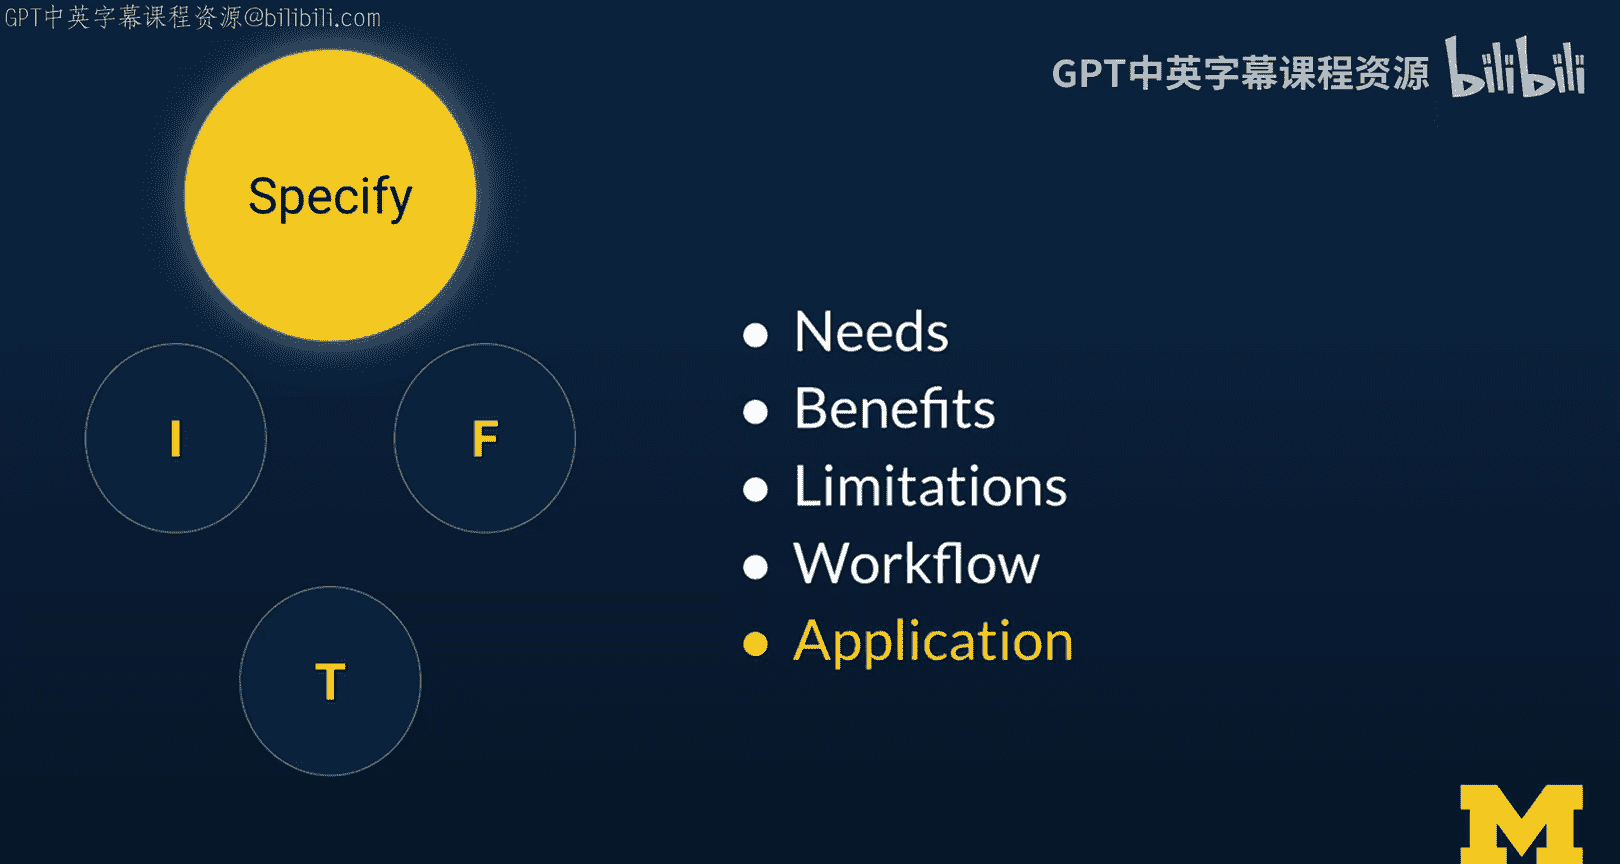 GPT中英字幕课程资源@bilibili.com
GPT中英字幕课程资源 bilibili
Specify
I
F
T
Needs
Benefits
Limitations
Workflow
Application
M